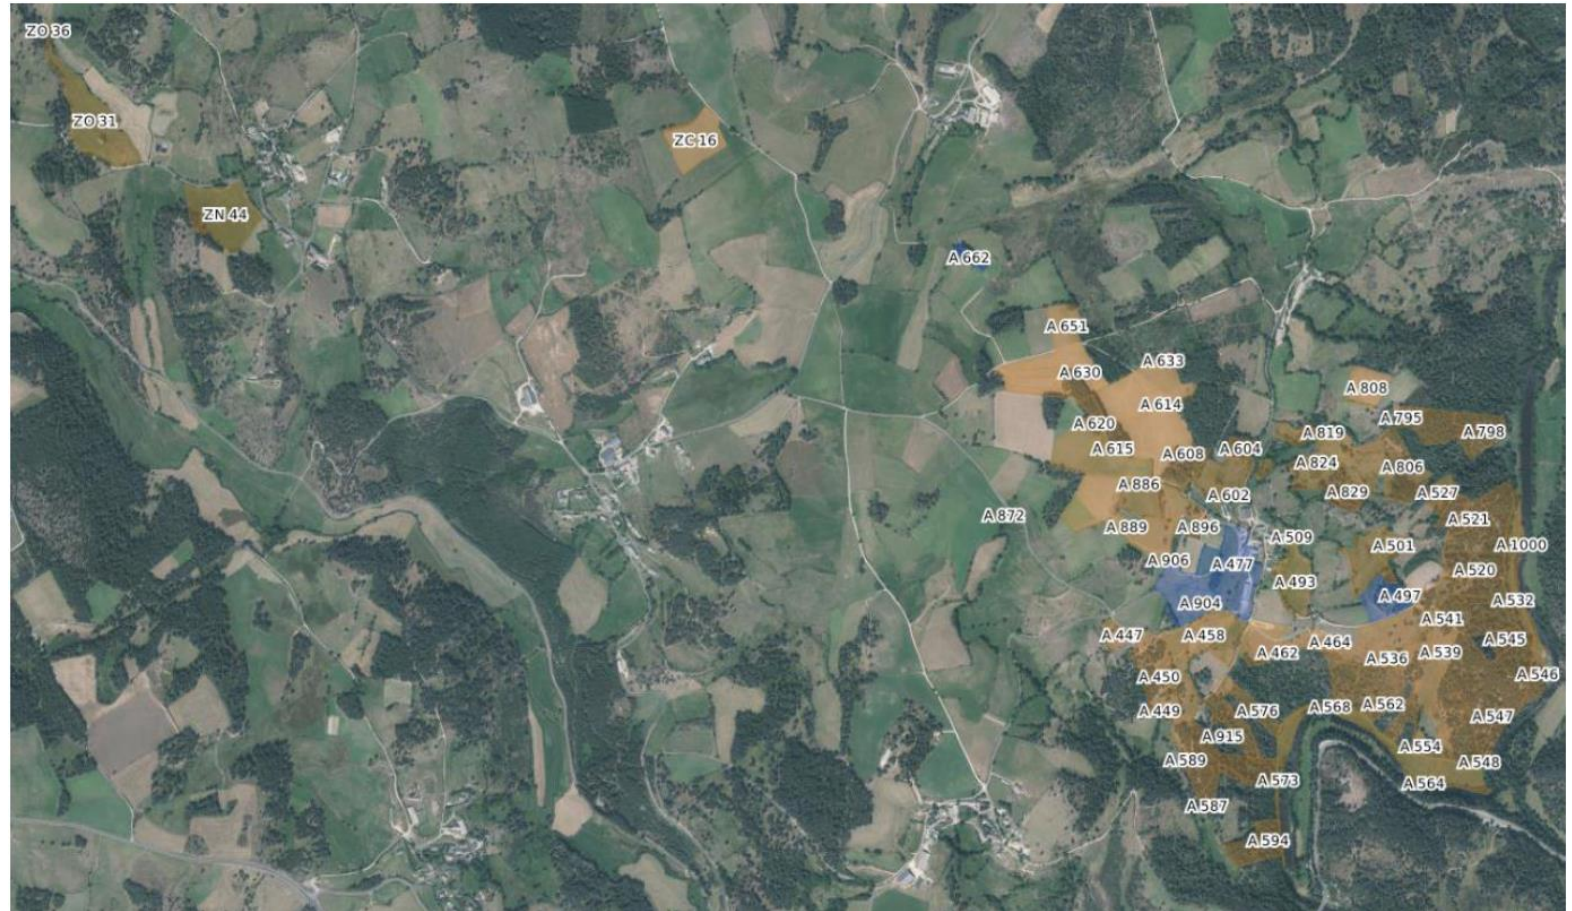 ZO 36
ZO 31
ZC 16
ZN 44
A 662
A 651
A 633
A 630
A 808
A 614
A 795
A 620
A 819
A 798
A 615
A 608
A 604
A 824
A 806
A 886
A 602
A 829
A 527
A 872
A 521
A 889
A 896
A 509
A 501
A 1000
A 906
A 477
A 520
A 493
A 497
A 904
A 532
A 541
A 447
A 458
A 464
A 545
A 462
A 536
A 539
A 450
A 546
A 449
A 576
A 568
A 562
A 547
A 915
A 554
A 589
A 548
A 573
A 564
A 587
A 594